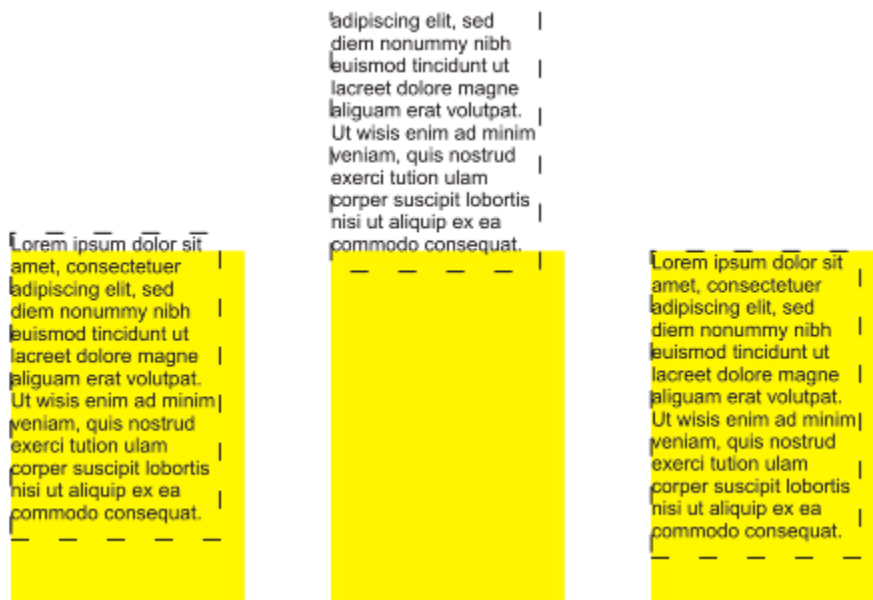 adipiscing elit, sed
diem nonummy nibh
euismod tincidunt ut
lacreet dolore magne
aliguam erat volutpat.
Ut wisis enim ad minim
veniam, quis nostrud
exerci tution ulam
corper suscipit lobortis
nisi ut aliquip ex ea
commodo consequat.
Lorem ipsum dolor sit
amet, consectetuer
adipiscing elit, sed
diem nonummy nibh
euismod tincidunt ut
lacreet dolore magne
aliguam erat volutpat.
Ut wisis enim ad minim
veniam, quis nostrud
exerci tution ulam
corper suscipit lobortis
nisi ut aliquip ex ea
commodo consequat.
Lorem ipsum dolor sit
amet, consectetuer
adipiscing elit, sed
diem nonummy nibh
euismod tincidunt ut
lacreet dolore magne
aliguam erat volutpat.
Ut wisis enim ad minim
veniam, quis nostrud
exerci tution ulam
corper suscipit lobortis
nisi ut aliquip ex ea
commodo consequat.